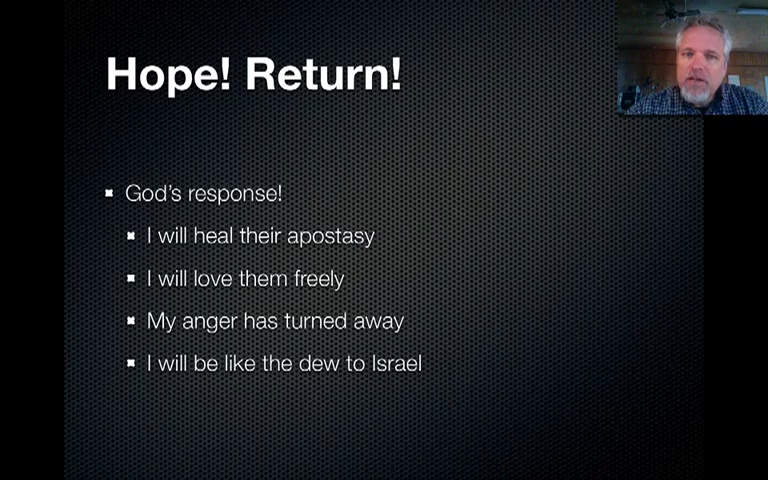 Hope! Return!
God's response!
I will heal their apostasy
I will love them freely
My anger has turned away
I will be like the dew to Israel